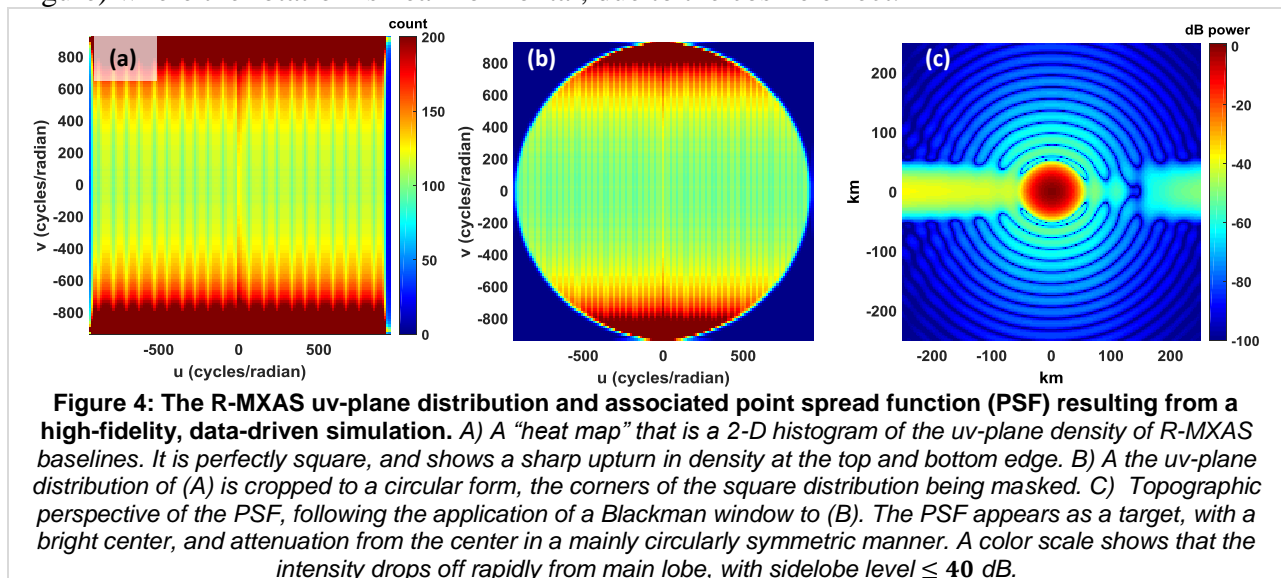 count
dB power
(a)
(b)
(c)
v (cycles/radian)
800
600
400
200
0
-200
-400
-600
-800
-500
0
500
u (cycles/radian)
200
150
100
50
0
v (cycles/radian)
800
600
400
200
0
-200
-400
-600
-800
-500
0
500
u (cycles/radian)
km
200
100
0
-100
-200
-200
-100
0
100
200
km
0
-20
-40
-60
-80
-100
Figure 4: The R-MXAS uv-plane distribution and associated point spread function (PSF) resulting from a
high-fidelity, data-driven simulation. A) A “heat map” that is a 2-D histogram of the uv-plane density of R-MXAS
baselines. It is perfectly square, and shows a sharp upturn in density at the top and bottom edge. B) A the uv-plane
distribution of (A) is cropped to a circular form, the corners of the square distribution being masked. C) Topographic
perspective of the PSF, following the application of a Blackman window to (B). The PSF appears as a target, with a
bright center, and attenuation from the center in a mainly circularly symmetric manner. A color scale shows that the
intensity drops off rapidly from main lobe, with sidelobe level ≤ 40 dB.